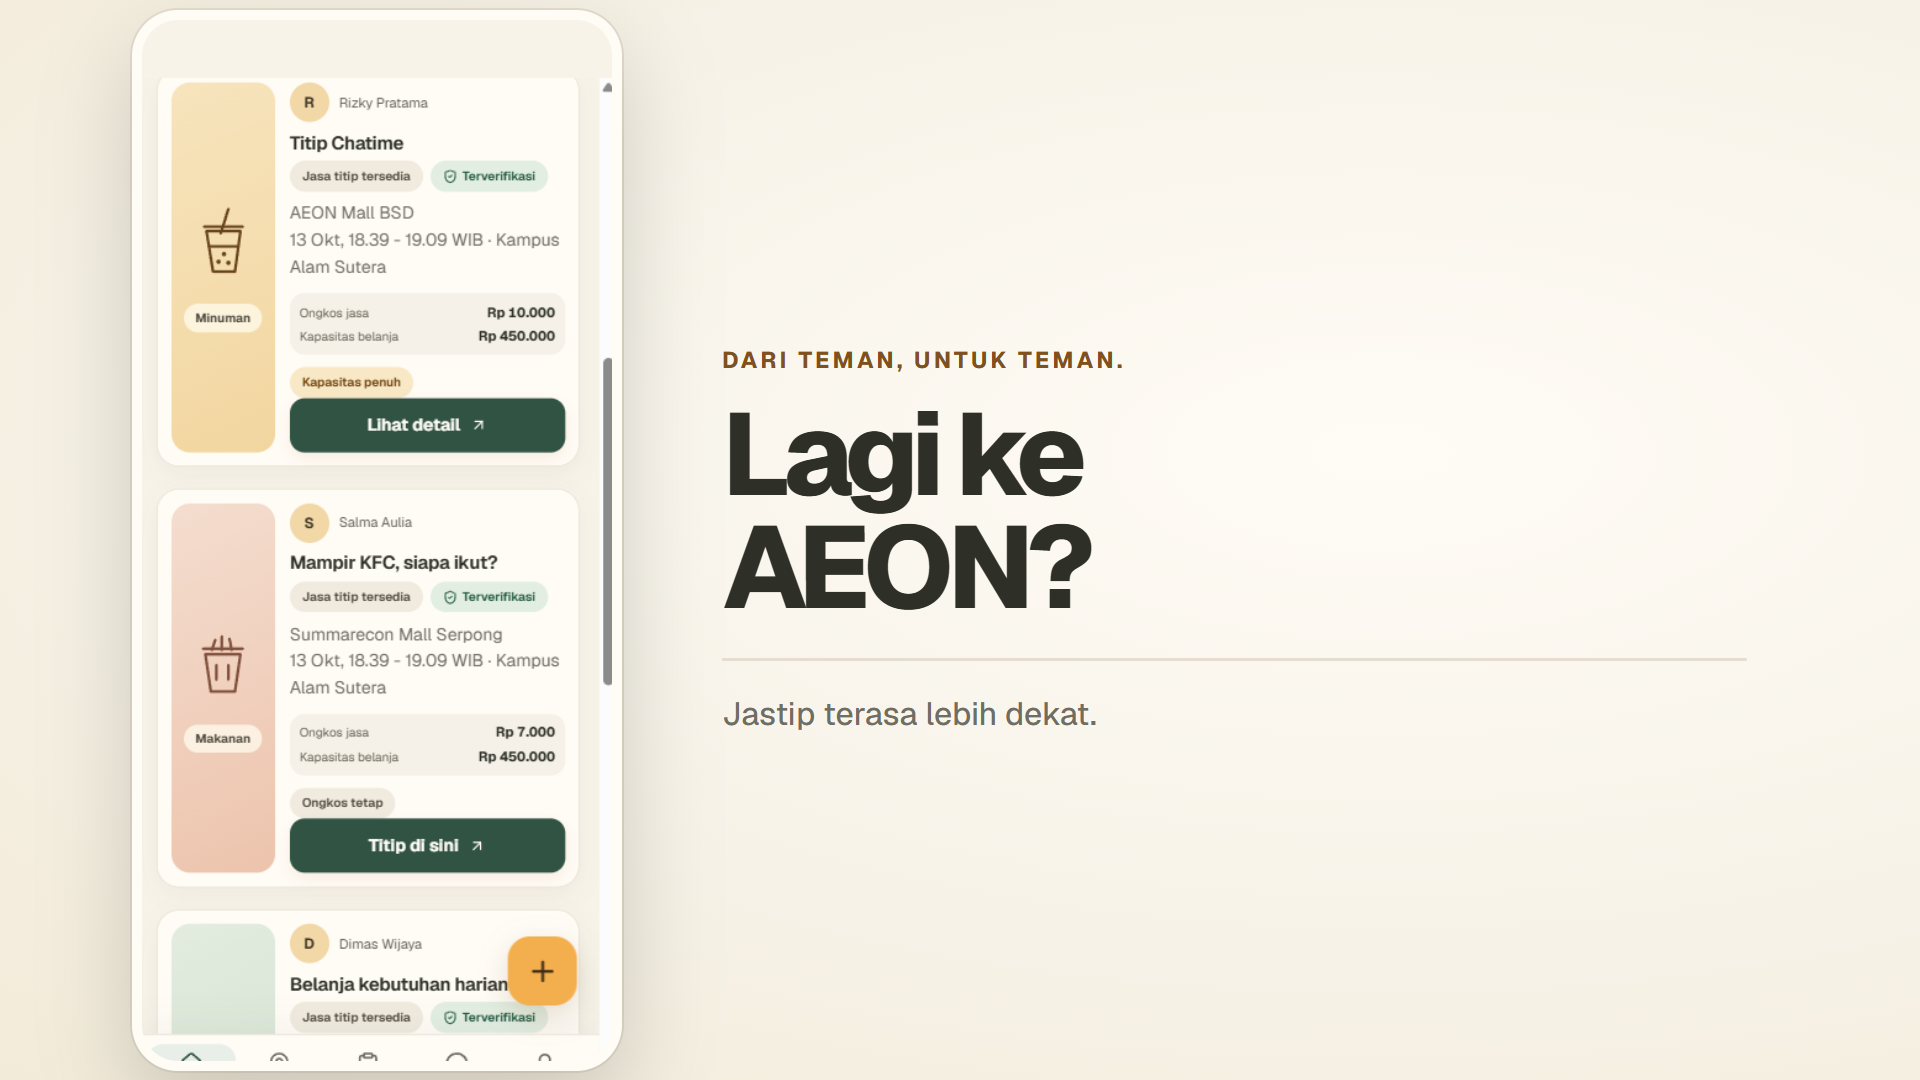 R
Rizky Pratama
Titip Chatime
Jasa titip tersedia
Terverifikasi
AEON Mall BSD
13 Okt, 18.39 - 19.09 WIB · Kampus
Alam Sutera
Minuman
Ongkos jasa
Rp 10.000
Kapasitas belanja
Rp 450.000
Kapasitas penuh
Lihat detail
S
Salma Aulia
Mampir KFC, siapa ikut?
Jasa titip tersedia
Terverifikasi
Summarecon Mall Serpong
13 Okt, 18.39 - 19.09 WIB · Kampus
Alam Sutera
Makanan
Ongkos jasa
Rp 7.000
Kapasitas belanja
Rp 450.000
Ongkos tetap
Titip di sini
D
Dimas Wijaya
Belanja kebutuhan harian
Jasa titip tersedia
Terverifikasi
DARI TEMAN, UNTUK TEMAN.
Lagi ke
AEON?
Jastip terasa lebih dekat.